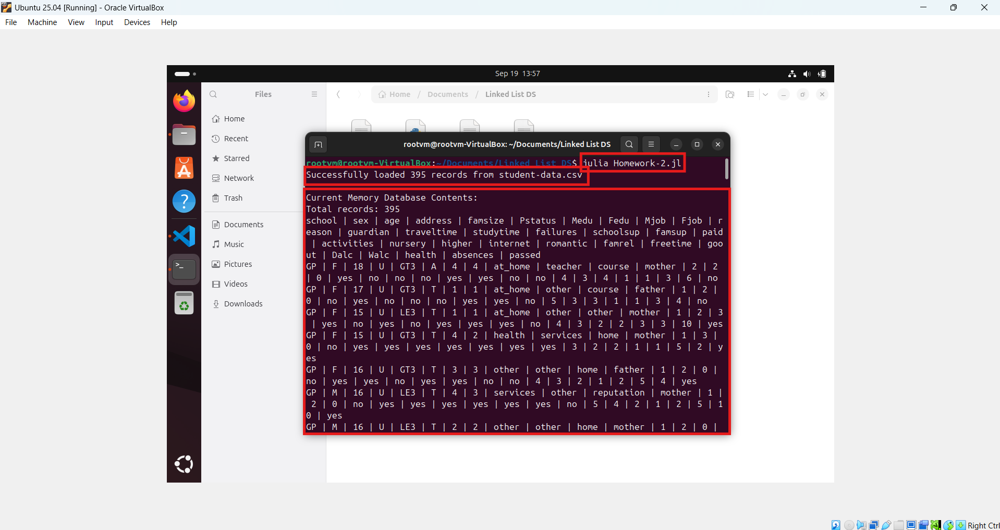 Ubuntu 25.04 [Running] - Oracle VirtualBox
File Machine View Input Devices Help
Sep 19 13:57
Files
Home / Documents / Linked List DS
Home
Recent
Starred
Network
Trash
Documents
Music
Pictures
Videos
Downloads
rootvm@rootvm-VirtualBox: ~/Documents/Linked List DS
rootvm@rootvm-VirtualBox:~/Documents/Linked List DS$ julia Homework-2.jl
Successfully loaded 395 records from student-data.csv
Current Memory Database Contents:
Total records: 395
school | sex | age | address | famsize | Pstatus | Medu | Fedu | Mjob | Fjob | r
eason | guardian | traveltime | studytime | failures | schoolsup | famsup | paid
 | activities | nursery | higher | internet | romantic | famrel | freetime | goo
ut | Dalc | Walc | health | absences | passed
GP | F | 18 | U | GT3 | A | 4 | 4 | at_home | teacher | course | mother | 2 | 2
| 0 | yes | no | no | no | yes | yes | no | no | 4 | 3 | 4 | 1 | 1 | 3 | 6 | no
GP | F | 17 | U | GT3 | T | 1 | 1 | at_home | other | course | father | 1 | 2 |
0 | no | yes | no | no | no | yes | yes | no | 5 | 3 | 3 | 1 | 1 | 3 | 4 | no
GP | F | 15 | U | LE3 | T | 1 | 1 | at_home | other | other | mother | 1 | 2 | 3
 | yes | no | yes | no | yes | yes | yes | no | 4 | 3 | 2 | 2 | 3 | 3 | 10 | yes
GP | F | 15 | U | GT3 | T | 4 | 2 | health | services | home | mother | 1 | 3 |
0 | no | yes | yes | yes | yes | yes | yes | yes | 3 | 2 | 2 | 1 | 1 | 5 | 2 | y
es
GP | F | 16 | U | GT3 | T | 3 | 3 | other | other | home | father | 1 | 2 | 0 |
no | yes | yes | no | yes | yes | no | no | 4 | 3 | 2 | 1 | 2 | 5 | 4 | yes
GP | M | 16 | U | LE3 | T | 4 | 3 | services | other | reputation | mother | 1 |
 2 | 0 | no | yes | yes | yes | yes | yes | yes | no | 5 | 4 | 2 | 1 | 2 | 5 | 1
0 | yes
GP | M | 16 | U | LE3 | T | 2 | 2 | other | other | home | mother | 1 | 2 | 0 |
Right Ctrl